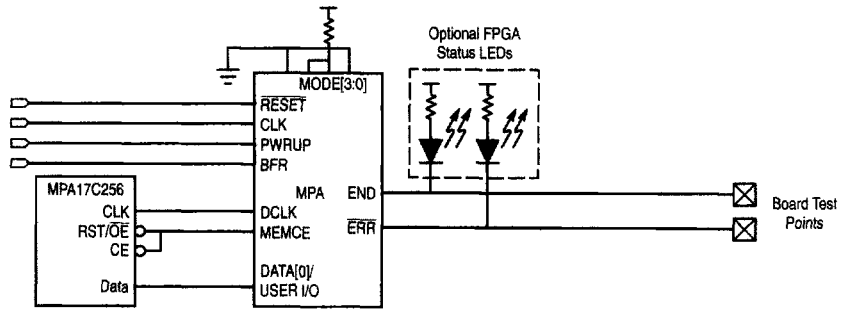 Optional FPGA
Status LEDs
MODE[3:0]
RESET
CLK
PWRUP
BFR
MPA17C256
MPA
END
CLK
DCLK
RST/OE
MEMCE
ERR
CE
DATA[0]/
Data
USER I/O
Board Test
Points